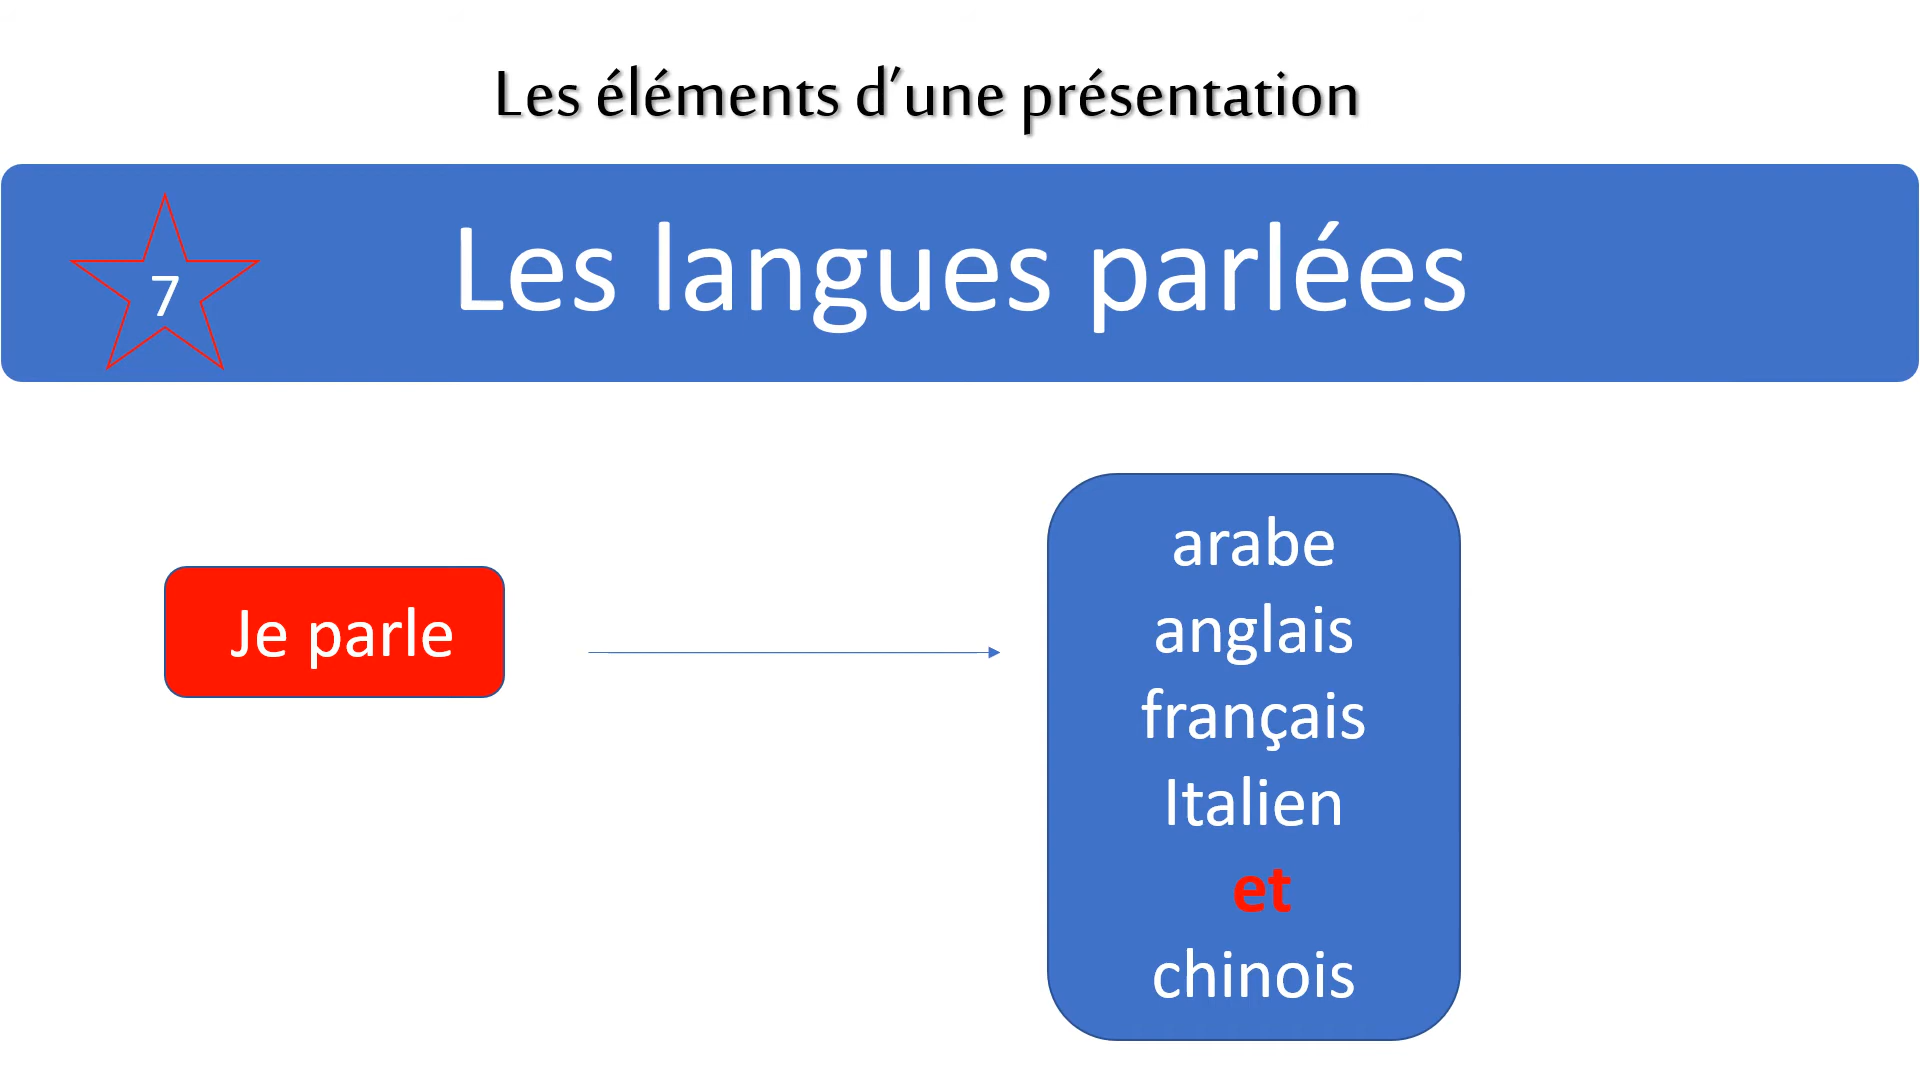 Les éléments d’une présentation
7
Les langues parlées
Je parle
arabe
anglais
français
Italien
et
chinois